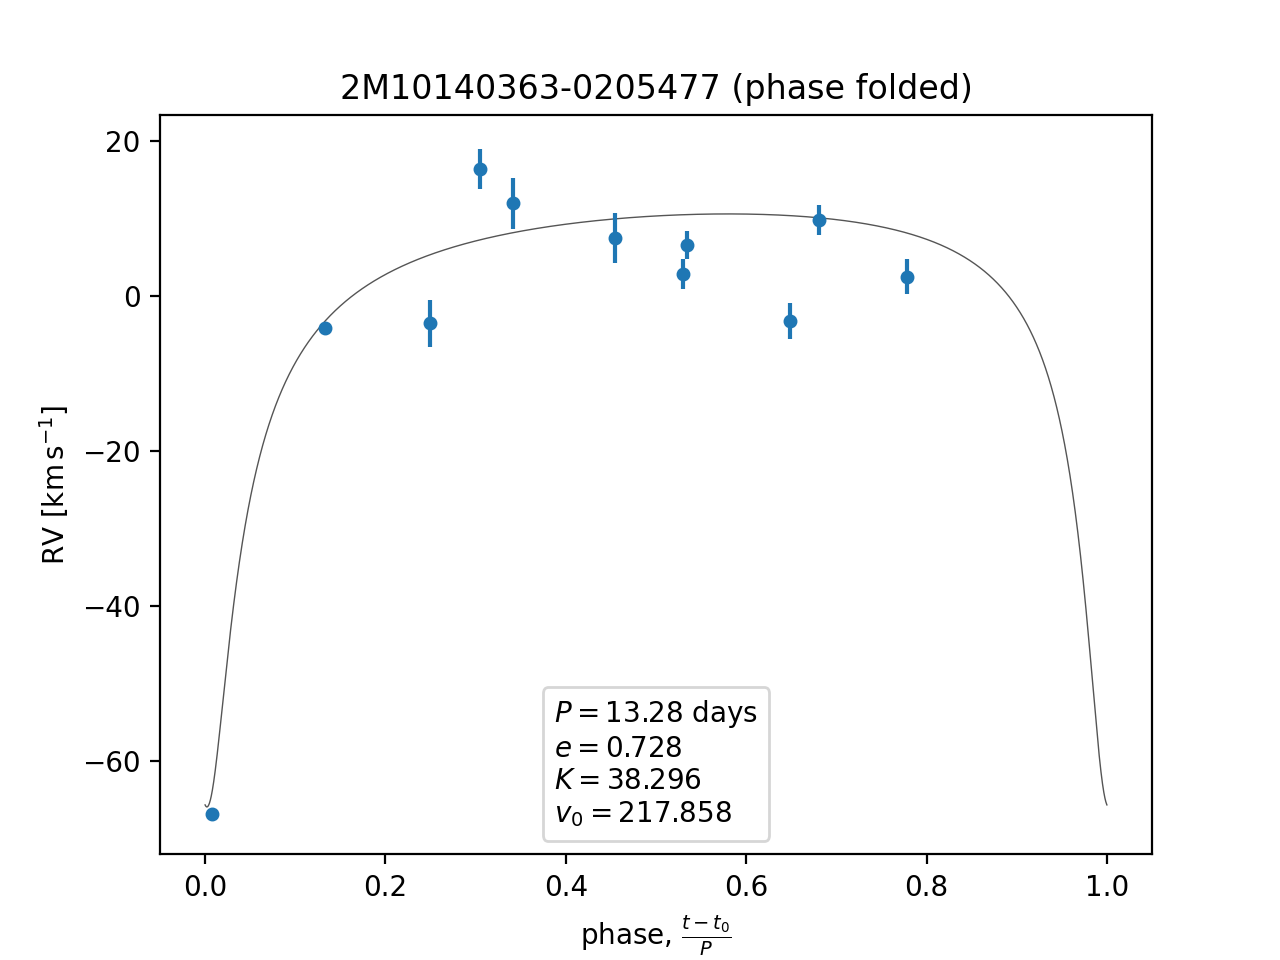 2M10140363-0205477 (phase folded)
20
0
−20
−40
−60
RV [km s⁻¹]
P = 13.28 days
e = 0.728
K = 38.296
v₀ = 217.858
0.0 0.2 0.4 0.6 0.8 1.0
phase, (t − t₀)/P